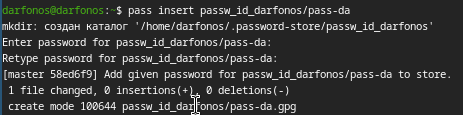 darfonos@darfonos:~$ pass insert passw_id_darfonos/pass-da
mkdir: создан каталог '/home/darfonos/.password-store/passw_id_darfonos'
Enter password for passw_id_darfonos/pass-da:
Retype password for passw_id_darfonos/pass-da:
[master 58ed6f9] Add given password for passw_id_darfonos/pass-da to store.
 1 file changed, 0 insertions(+), 0 deletions(-)
 create mode 100644 passw_id_darfonos/pass-da.gpg